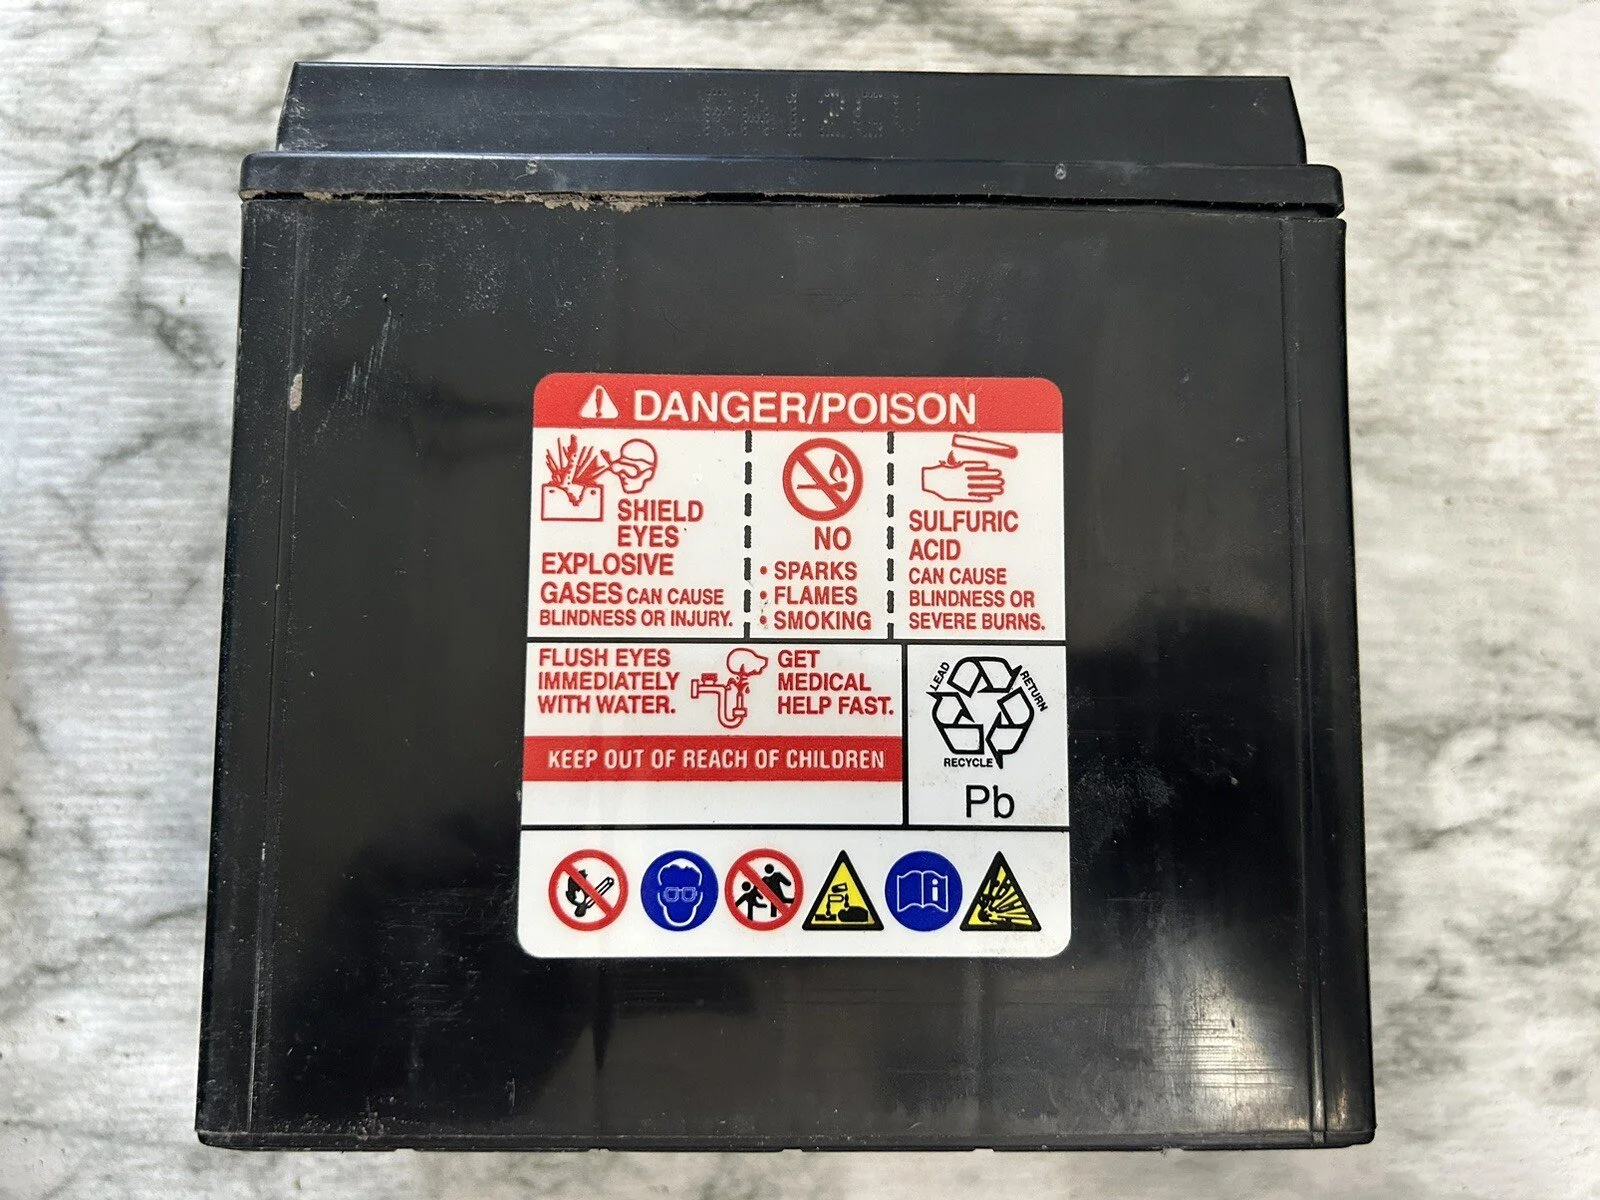 DANGER/POISON
SHIELD
EYES
EXPLOSIVE
GASES CAN CAUSE
BLINDNESS OR INJURY.
NO
• SPARKS
• FLAMES
• SMOKING
SULFURIC
ACID
CAN CAUSE
BLINDNESS OR
SEVERE BURNS.
FLUSH EYES
IMMEDIATELY
WITH WATER.
GET
MEDICAL
HELP FAST.
KEEP OUT OF REACH OF CHILDREN
LEAD
RETURN
RECYCLE
Pb